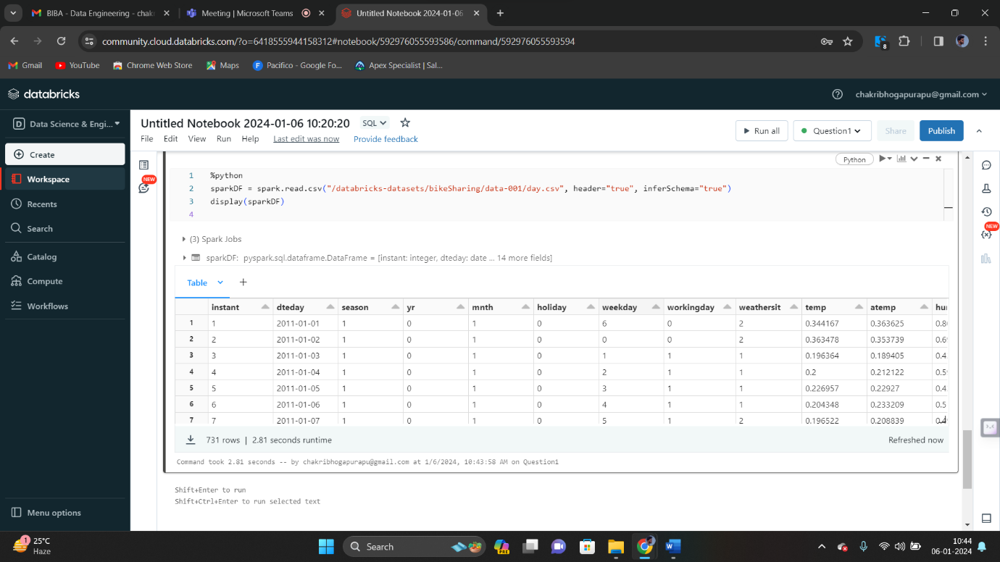 BIBA - Data Engineering - chak
Meeting | Microsoft Teams
Untitled Notebook 2024-01-06
community.cloud.databricks.com/?o=6418555944158312#notebook/592976055593586/command/592976055593594
8
Gmail YouTube Chrome Web Store Maps Pacifico - Google Fo... Apex Specialist | Sal...
databricks
chakribhogapurapu@gmail.com
D Data Science & Engi...
Create
Workspace
Recents
Search
Catalog
Compute
Workflows
Menu options
Untitled Notebook 2024-01-06 10:20:20 SQL
File Edit View Run Help Last edit was now Provide feedback
Run all Question1 Share Publish
NEW
NEW
Python
1 %python
2 sparkDF = spark.read.csv("/databricks-datasets/bikeSharing/data-001/day.csv", header="true", inferSchema="true")
3 display(sparkDF)
4
(3) Spark Jobs
sparkDF: pyspark.sql.dataframe.DataFrame = [instant: integer, dteday: date ... 14 more fields]
Table +
instant dteday season yr mnth holiday weekday workingday weathersit temp atemp
1 1 2011-01-01 1 0 1 0 6 0 2 0.344167 0.363625
2 2 2011-01-02 1 0 1 0 0 0 2 0.363478 0.353739
3 3 2011-01-03 1 0 1 0 1 1 1 0.196364 0.189405
4 4 2011-01-04 1 0 1 0 2 1 1 0.2 0.212122
5 5 2011-01-05 1 0 1 0 3 1 1 0.226957 0.22927
6 6 2011-01-06 1 0 1 0 4 1 1 0.204348 0.233209
7 7 2011-01-07 1 0 1 0 5 1 2 0.196522 0.208839
731 rows | 2.81 seconds runtime
Refreshed now
Command took 2.81 seconds -- by chakribhogapurapu@gmail.com at 1/6/2024, 10:43:58 AM on Question1
Shift+Enter to run
Shift+Ctrl+Enter to run selected text
1
25°C
Haze
Search
PRE
10:44
06-01-2024